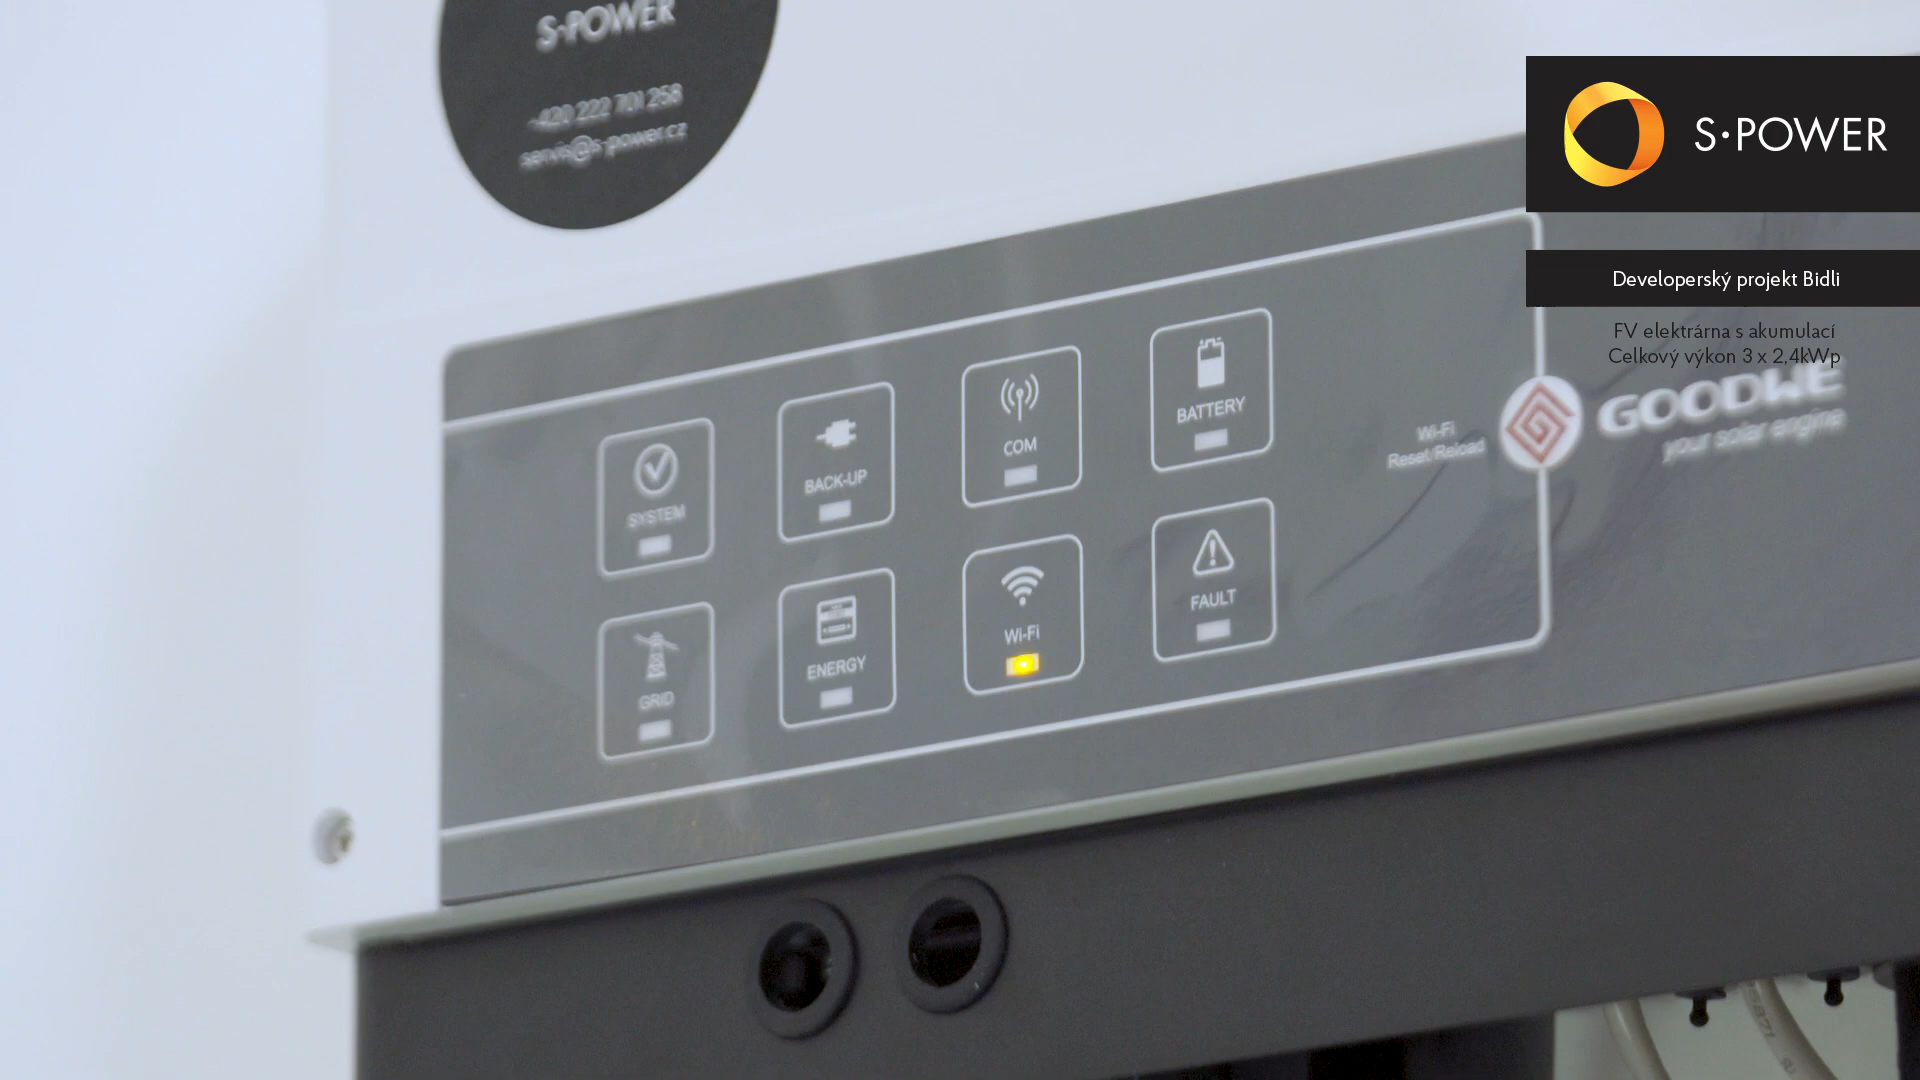 S·POWER
+420 222 701 258
servis@s-power.cz
S·POWER
Developerský projekt Bidli
FV elektrárna s akumulací
Celkový výkon 3 x 2,4kWp
SYSTEM
BACK-UP
COM
BATTERY
Wi-Fi
Reset/Reload
GOODWE
your solar engine
GRID
ENERGY
Wi-Fi
FAULT